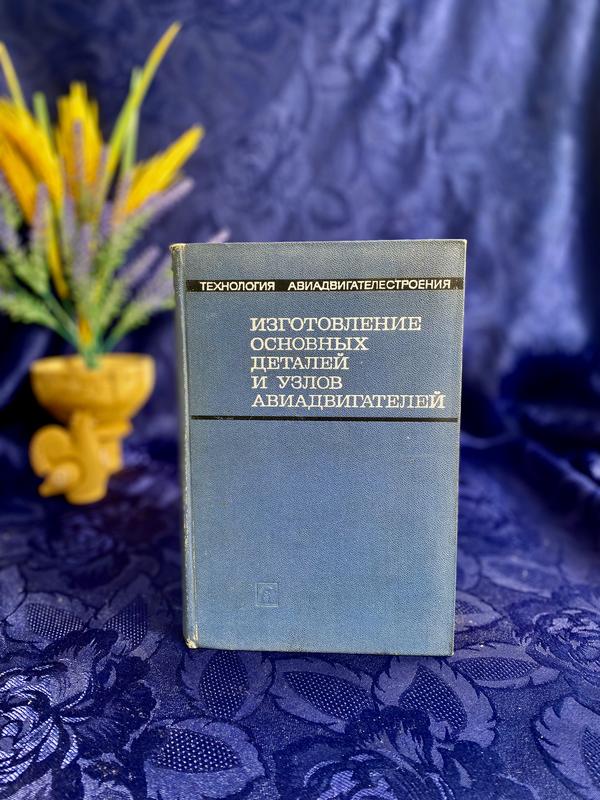 ТЕХНОЛОГИЯ АВИАДВИГАТЕЛЕСТРОЕНИЯ
ИЗГОТОВЛЕНИЕ
ОСНОВНЫХ
ДЕТАЛЕЙ
И УЗЛОВ
АВИАДВИГАТЕЛЕЙ